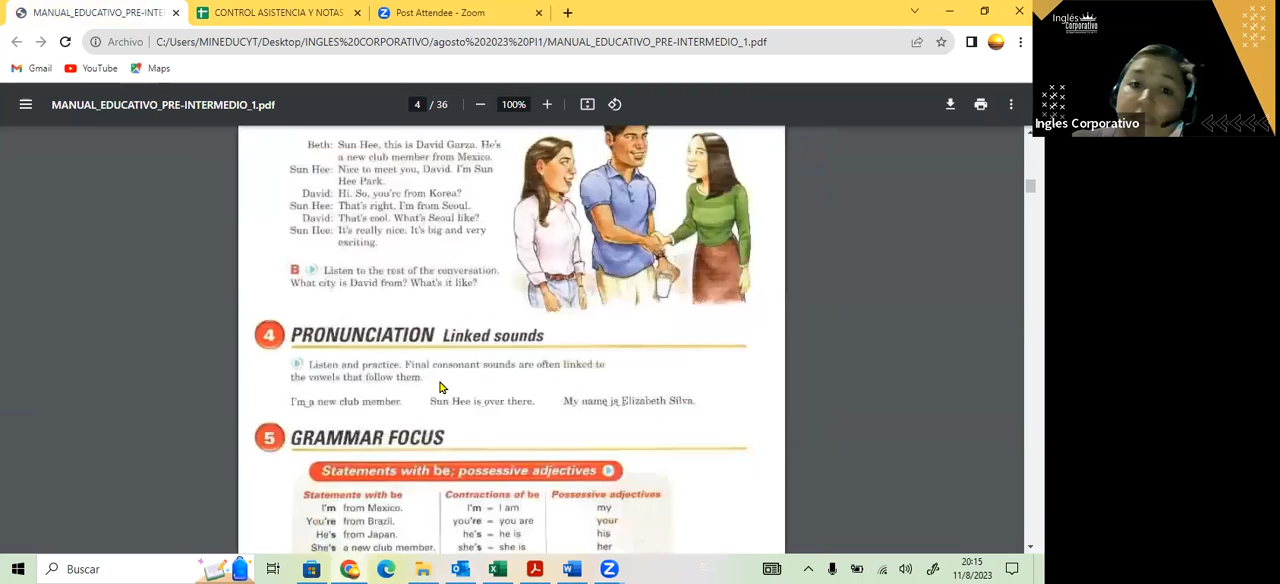 MANUAL_EDUCATIVO_PRE-INTER
CONTROL ASISTENCIA Y NOTAS
Post Attendee - Zoom
Archivo
C:/Users/MINEDUCYT/Desktop/INGLES%20CORPORATIVO/agosto%202023%20PI1/MANUAL_EDUCATIVO_PRE-INTERMEDIO_1.pdf
Gmail
YouTube
Maps
MANUAL_EDUCATIVO_PRE-INTERMEDIO_1.pdf
4 / 36
100%
Inglés
Corporativo
Ingles Corporativo
Beth: Sun Hee, this is David Garza. He's
a new club member from Mexico.
Sun Hee: Nice to meet you, David. I'm Sun
Hee Park.
David: Hi. So, you're from Korea?
Sun Hee: That's right. I'm from Seoul.
David: That's cool. What's Seoul like?
Sun Hee: It's really nice. It's big and very
exciting.
B Listen to the rest of the conversation.
What city is David from? What's it like?
4 PRONUNCIATION Linked sounds
Listen and practice. Final consonant sounds are often linked to
the vowels that follow them.
I'm a new club member. Sun Hee is over there. My name is Elizabeth Silva.
5 GRAMMAR FOCUS
Statements with be; possessive adjectives
Statements with be Contractions of be Possessive adjectives
I'm from Mexico. I'm = I am my
You're from Brazil. you're = you are your
He's from Japan. he's = he is his
She's a new club member. she's = she is her
Buscar
20:15
11/8/2023